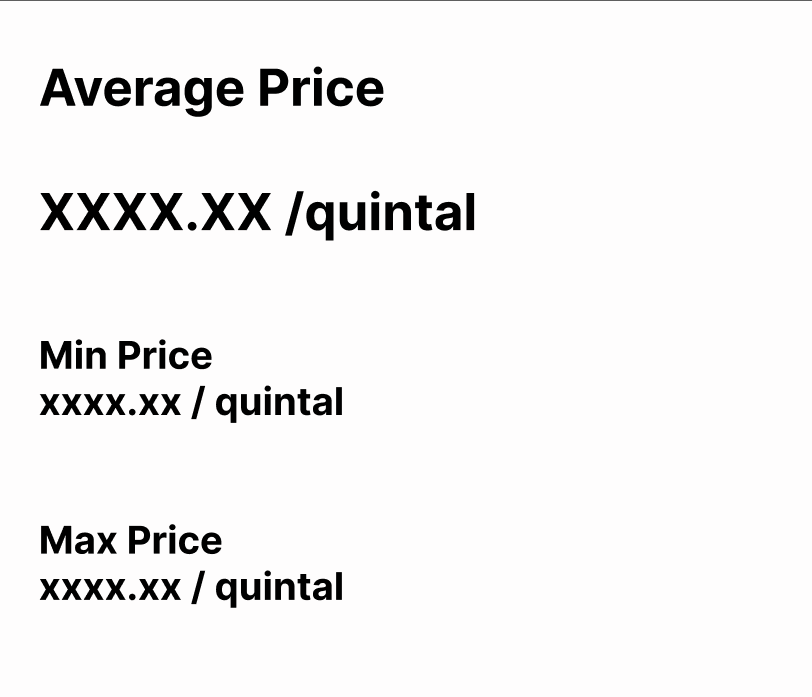 Average Price
XXXX.XX /quintal
Min Price
xxxx.xx / quintal
Max Price
xxxx.xx / quintal